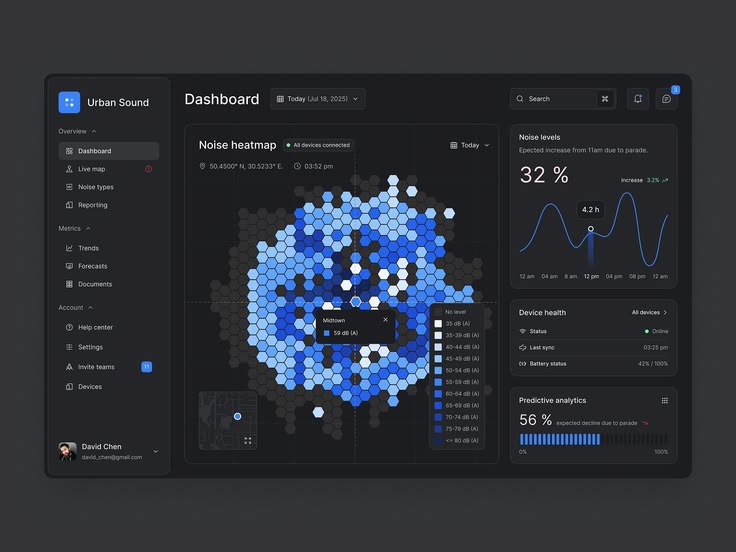 Urban Sound
Overview
Dashboard
Live map
Noise types
Reporting
Metrics
Trends
Forecasts
Documents
Account
Help center
Settings
Invite teams
11
Devices
David Chen
david_chen@gmail.com
Dashboard
Today (Jul 18, 2025)
Search
⌘
3
Noise heatmap
All devices connected
Today
50.4500° N, 30.5233° E.
03:52 pm
Midtown
59 dB (A)
No level
35 dB (A)
35-39 dB (A)
40-44 dB (A)
45-49 dB (A)
50-54 dB (A)
55-59 dB (A)
60-64 dB (A)
65-69 dB (A)
70-74 dB (A)
75-79 dB (A)
<= 80 dB (A)
Noise levels
Epected increase from 11am due to parade.
32 %
Increase 3.2%
4.2 h
12 am 04 am 8 am 12 pm 04 pm 08 pm 12 am
Device health
All devices
Status
Online
Last sync
03:25 pm
Battery status
42% / 100%
Predictive analytics
56 % expected decline due to parade
0% 100%